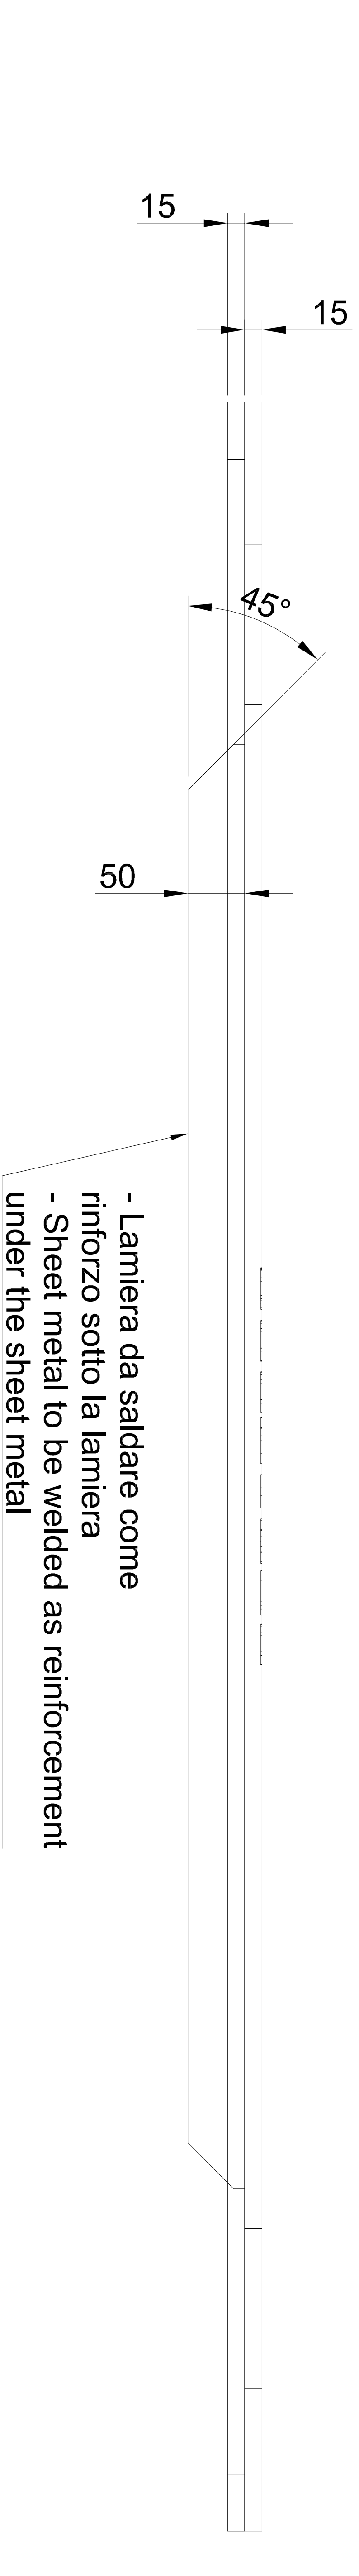 15
15
45°
50
- Lamiera da saldare come
rinforzo sotto la lamiera
- Sheet metal to be welded as reinforcement
under the sheet metal